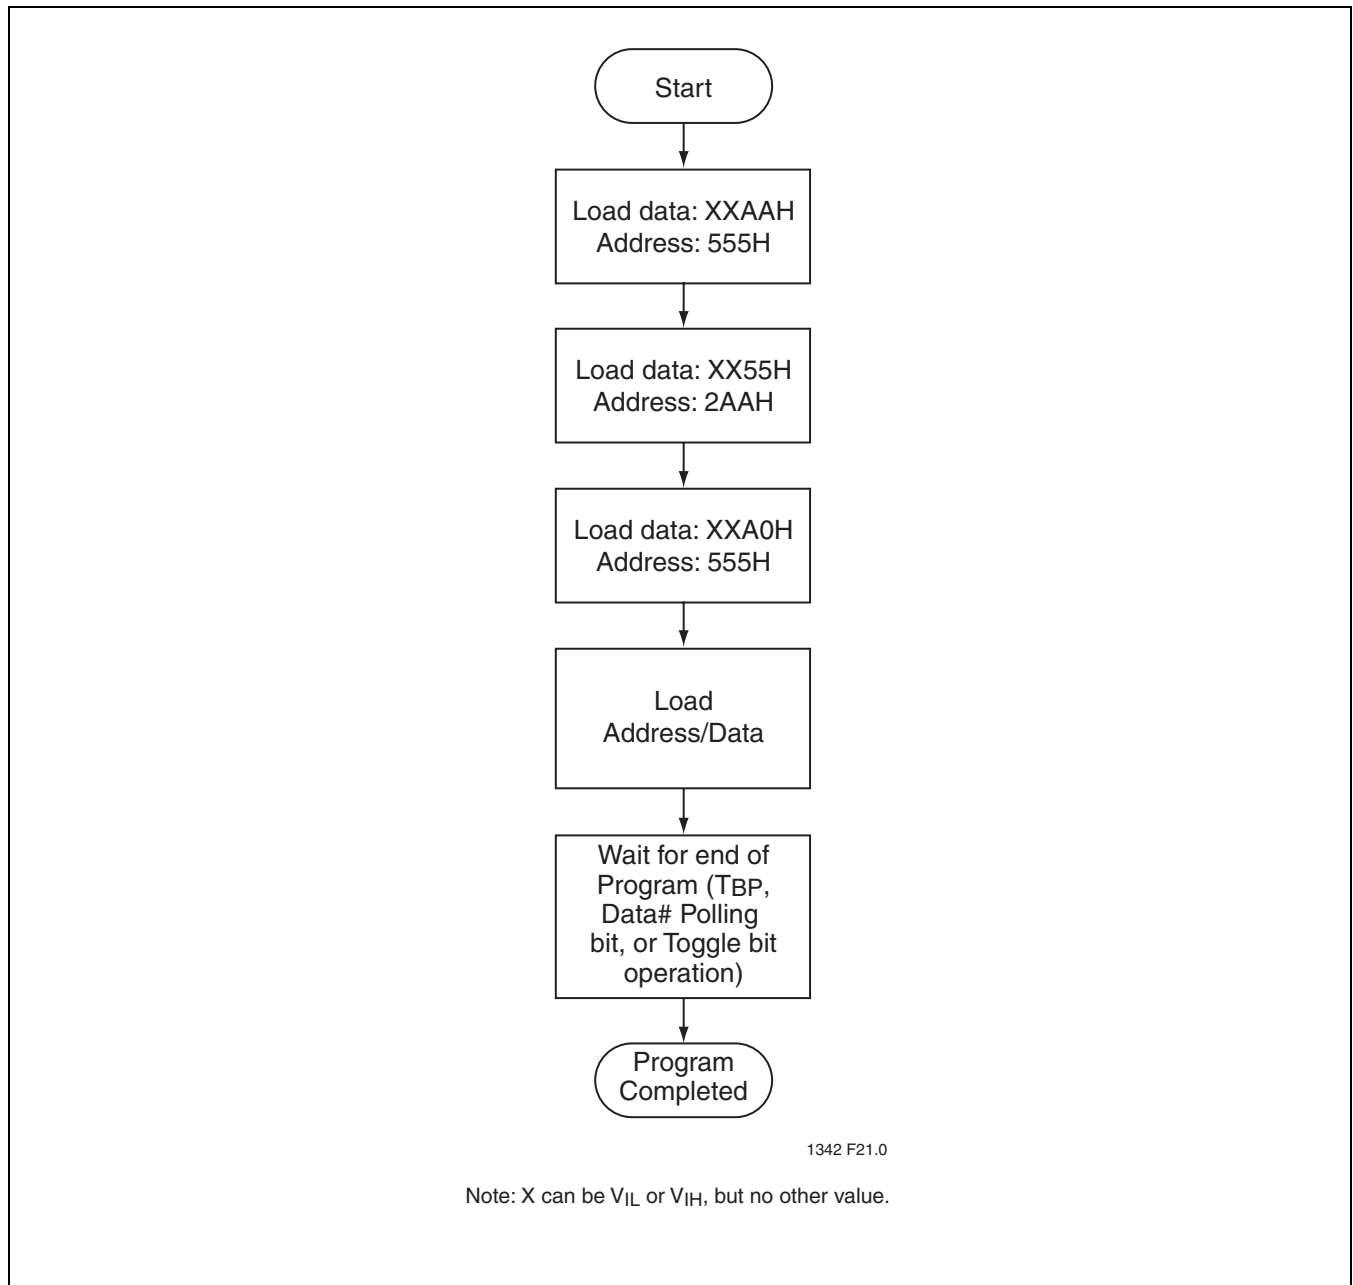 Start
Load data: XXAAH
Address: 555H
Load data: XX55H
Address: 2AAH
Load data: XXA0H
Address: 555H
Load
Address/Data
Wait for end of
Program (TBP,
Data# Polling
bit, or Toggle bit
operation)
Program
Completed
1342 F21.0
Note: X can be VIL or VIH, but no other value.